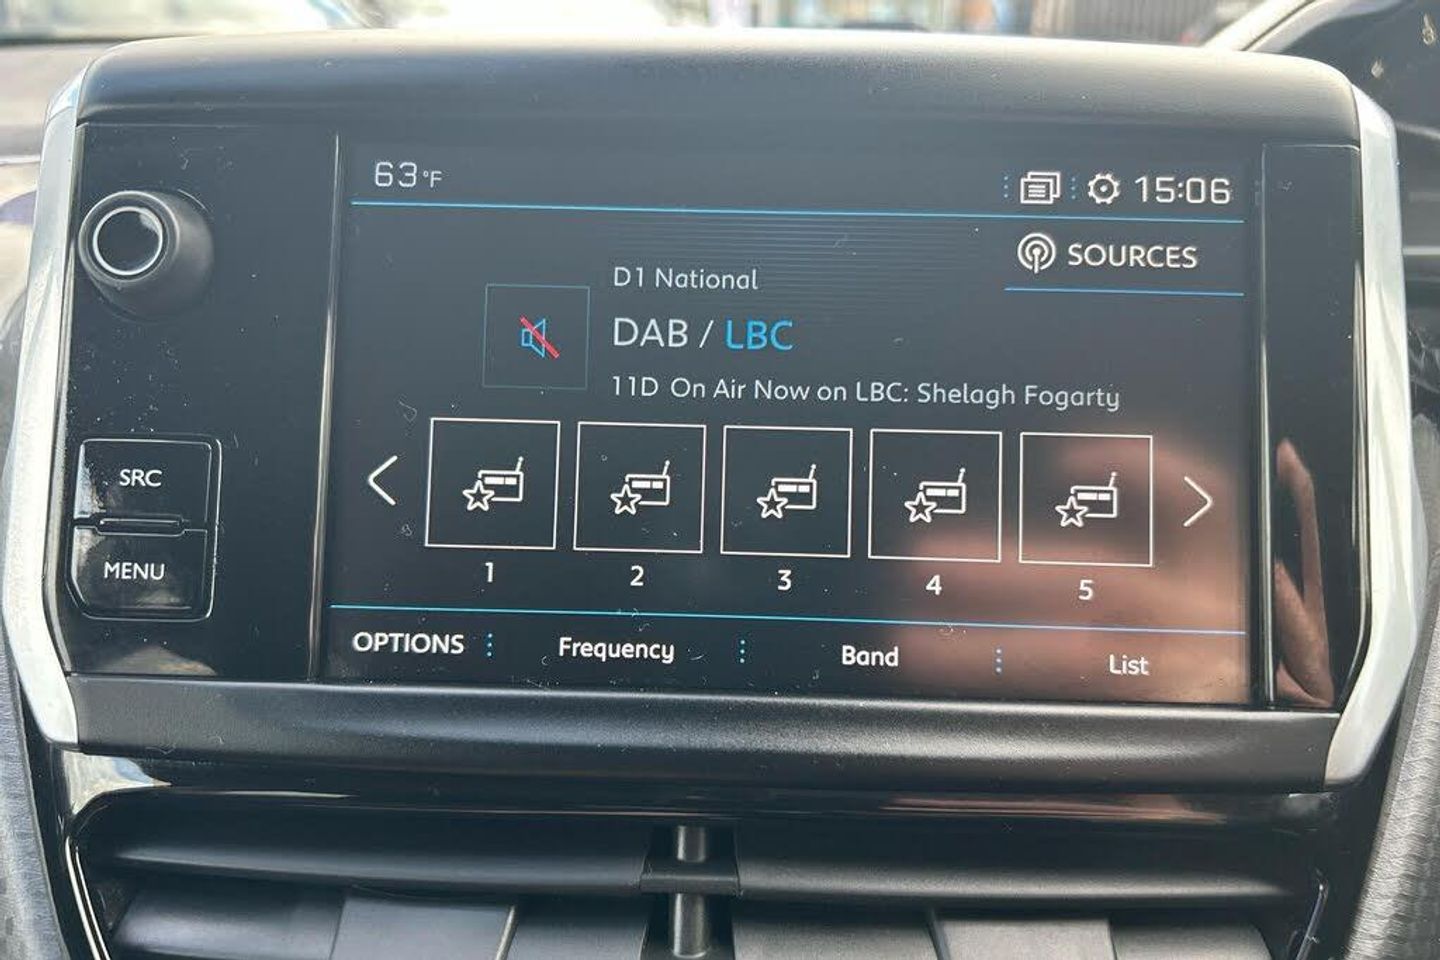 63 °F
15:06
SOURCES
D1 National
DAB / LBC
11D On Air Now on LBC: Shelagh Fogarty
SRC
MENU
1 2 3 4 5
OPTIONS Frequency Band List